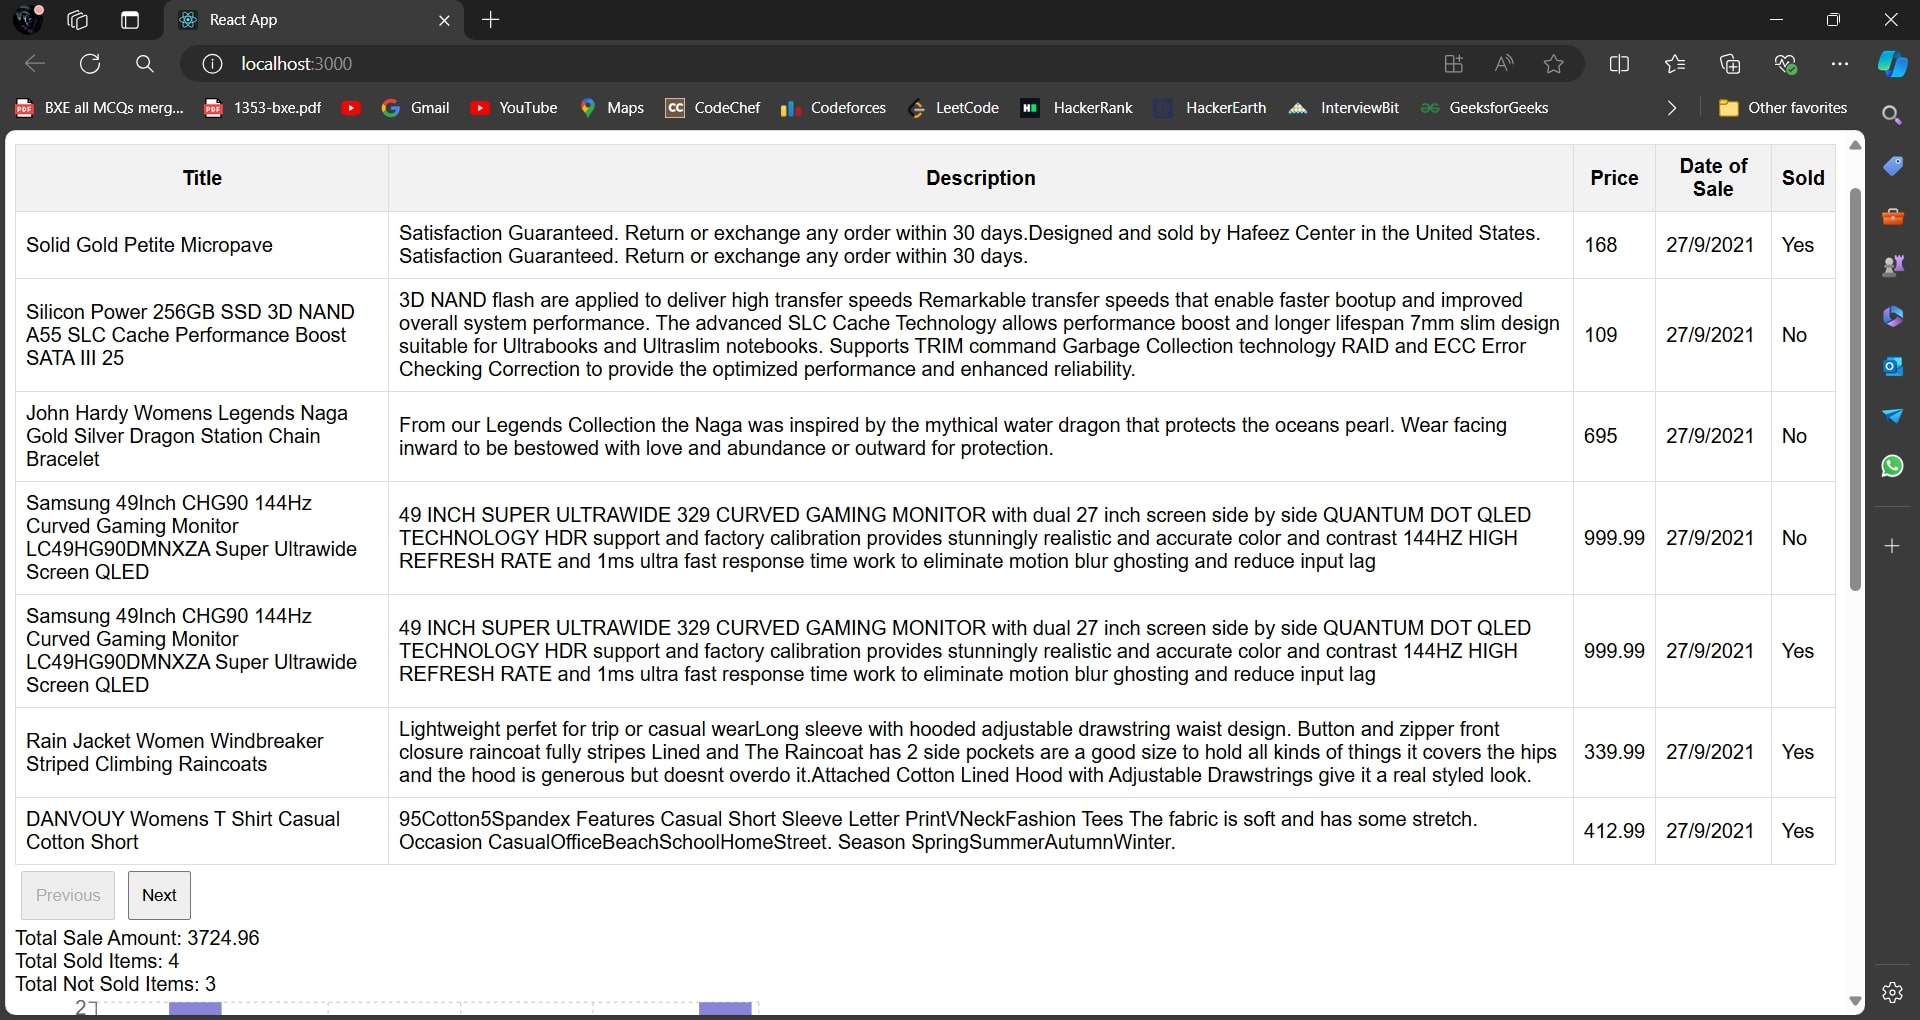 React App
localhost:3000
BXE all MCQs merg...
1353-bxe.pdf
Gmail
YouTube
Maps
CodeChef
Codeforces
LeetCode
HackerRank
HackerEarth
InterviewBit
GeeksforGeeks
Other favorites
Title
Description
Price
Date of
Sale
Sold
Solid Gold Petite Micropave
Satisfaction Guaranteed. Return or exchange any order within 30 days.Designed and sold by Hafeez Center in the United States.
Satisfaction Guaranteed. Return or exchange any order within 30 days.
168
27/9/2021
Yes
Silicon Power 256GB SSD 3D NAND
A55 SLC Cache Performance Boost
SATA III 25
3D NAND flash are applied to deliver high transfer speeds Remarkable transfer speeds that enable faster bootup and improved
overall system performance. The advanced SLC Cache Technology allows performance boost and longer lifespan 7mm slim design
suitable for Ultrabooks and Ultraslim notebooks. Supports TRIM command Garbage Collection technology RAID and ECC Error
Checking Correction to provide the optimized performance and enhanced reliability.
109
27/9/2021
No
John Hardy Womens Legends Naga
Gold Silver Dragon Station Chain
Bracelet
From our Legends Collection the Naga was inspired by the mythical water dragon that protects the oceans pearl. Wear facing
inward to be bestowed with love and abundance or outward for protection.
695
27/9/2021
No
Samsung 49Inch CHG90 144Hz
Curved Gaming Monitor
LC49HG90DMNXZA Super Ultrawide
Screen QLED
49 INCH SUPER ULTRAWIDE 329 CURVED GAMING MONITOR with dual 27 inch screen side by side QUANTUM DOT QLED
TECHNOLOGY HDR support and factory calibration provides stunningly realistic and accurate color and contrast 144HZ HIGH
REFRESH RATE and 1ms ultra fast response time work to eliminate motion blur ghosting and reduce input lag
999.99
27/9/2021
No
Samsung 49Inch CHG90 144Hz
Curved Gaming Monitor
LC49HG90DMNXZA Super Ultrawide
Screen QLED
49 INCH SUPER ULTRAWIDE 329 CURVED GAMING MONITOR with dual 27 inch screen side by side QUANTUM DOT QLED
TECHNOLOGY HDR support and factory calibration provides stunningly realistic and accurate color and contrast 144HZ HIGH
REFRESH RATE and 1ms ultra fast response time work to eliminate motion blur ghosting and reduce input lag
999.99
27/9/2021
Yes
Rain Jacket Women Windbreaker
Striped Climbing Raincoats
Lightweight perfet for trip or casual wearLong sleeve with hooded adjustable drawstring waist design. Button and zipper front
closure raincoat fully stripes Lined and The Raincoat has 2 side pockets are a good size to hold all kinds of things it covers the hips
and the hood is generous but doesnt overdo it.Attached Cotton Lined Hood with Adjustable Drawstrings give it a real styled look.
339.99
27/9/2021
Yes
DANVOUY Womens T Shirt Casual
Cotton Short
95Cotton5Spandex Features Casual Short Sleeve Letter PrintVNeckFashion Tees The fabric is soft and has some stretch.
Occasion CasualOfficeBeachSchoolHomeStreet. Season SpringSummerAutumnWinter.
412.99
27/9/2021
Yes
Previous
Next
Total Sale Amount: 3724.96
Total Sold Items: 4
Total Not Sold Items: 3
2